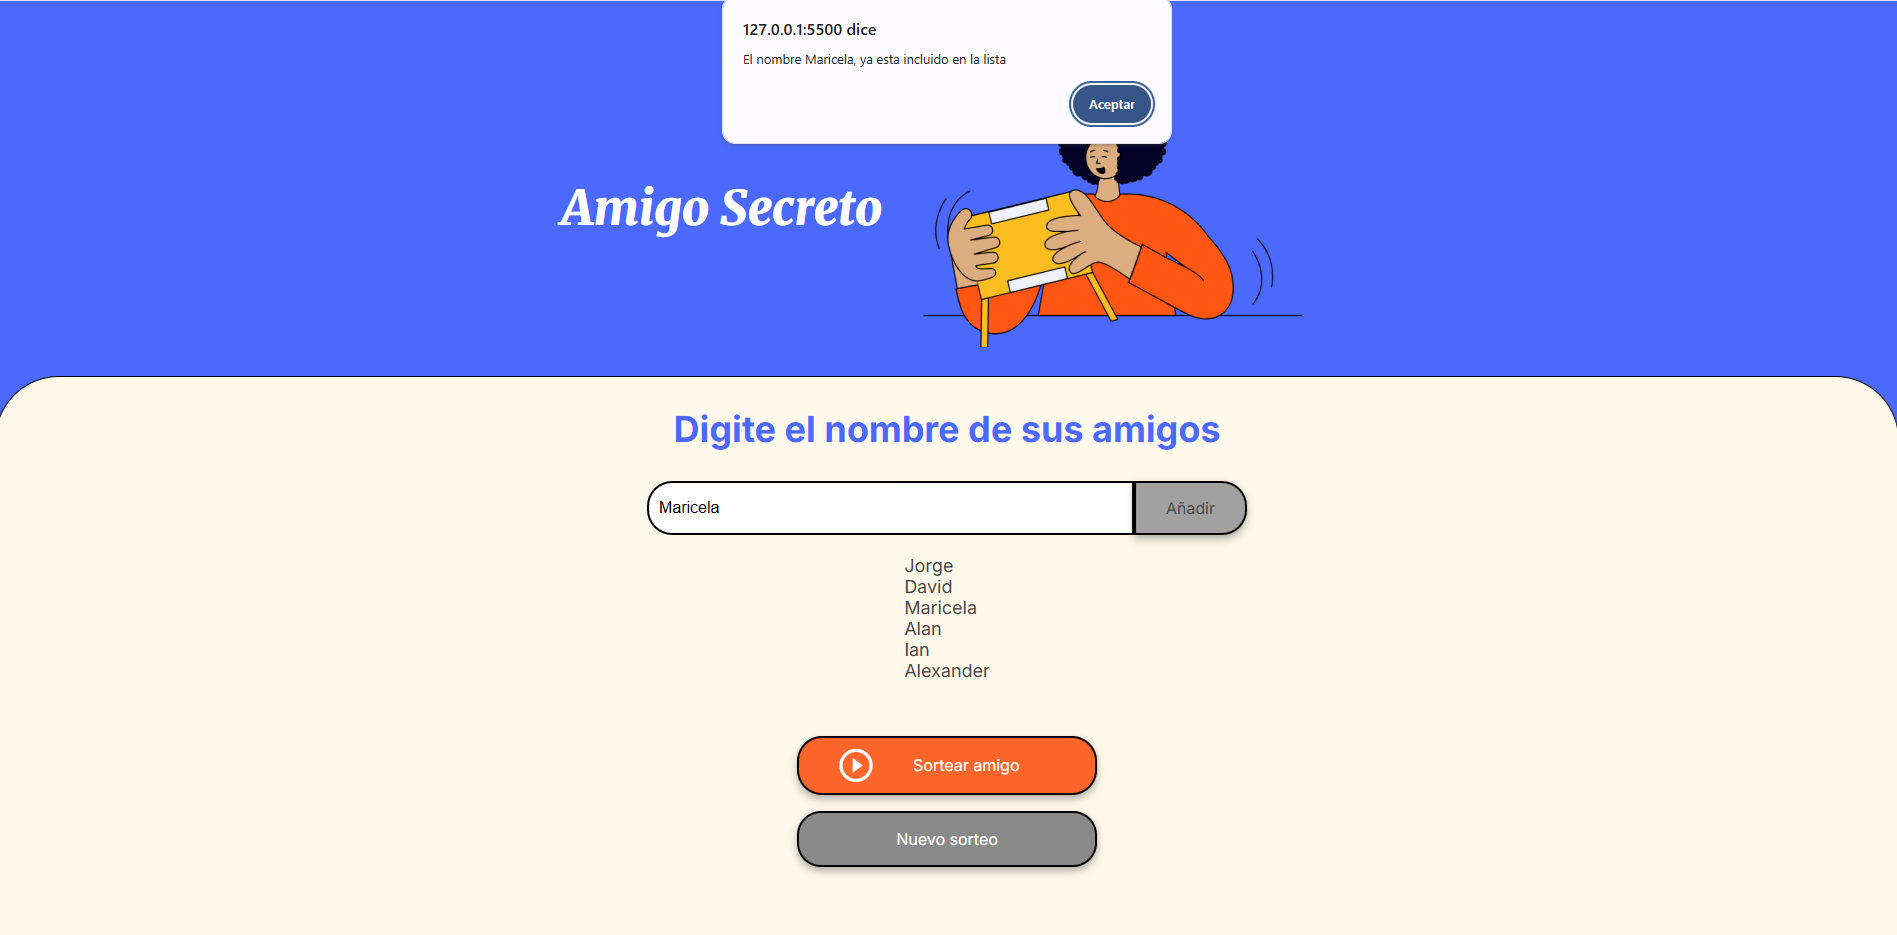 127.0.0.1:5500 dice
El nombre Maricela, ya esta incluido en la lista
Aceptar
Amigo Secreto
Digite el nombre de sus amigos
Maricela
Añadir
Jorge
David
Maricela
Alan
Ian
Alexander
Sortear amigo
Nuevo sorteo